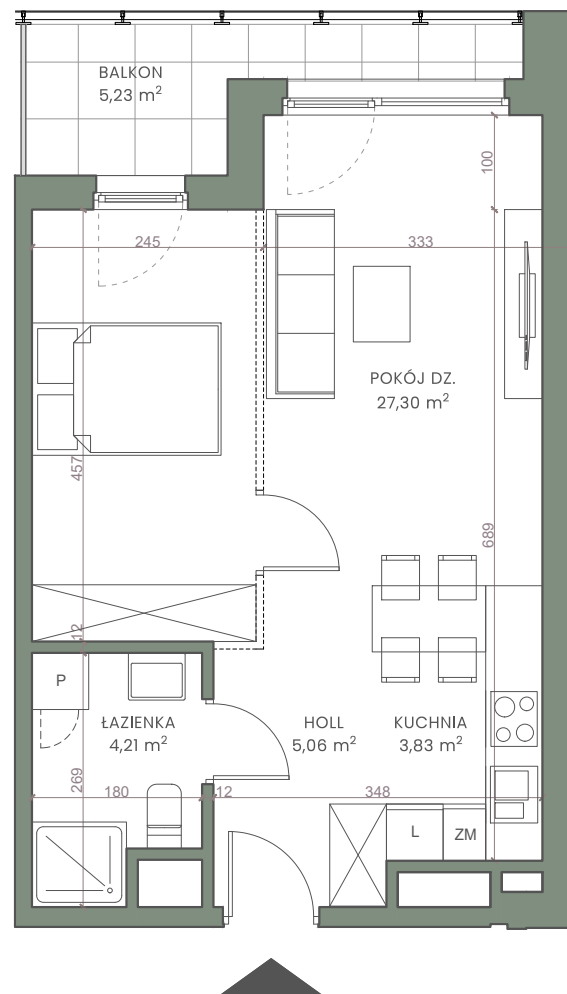 BALKON
5,23 m²
100
245
333
POKÓJ DZ.
27,30 m²
457
689
12
P
ŁAZIENKA
4,21 m²
HOLL
5,06 m²
KUCHNIA
3,83 m²
269
180
12
348
L
ZM